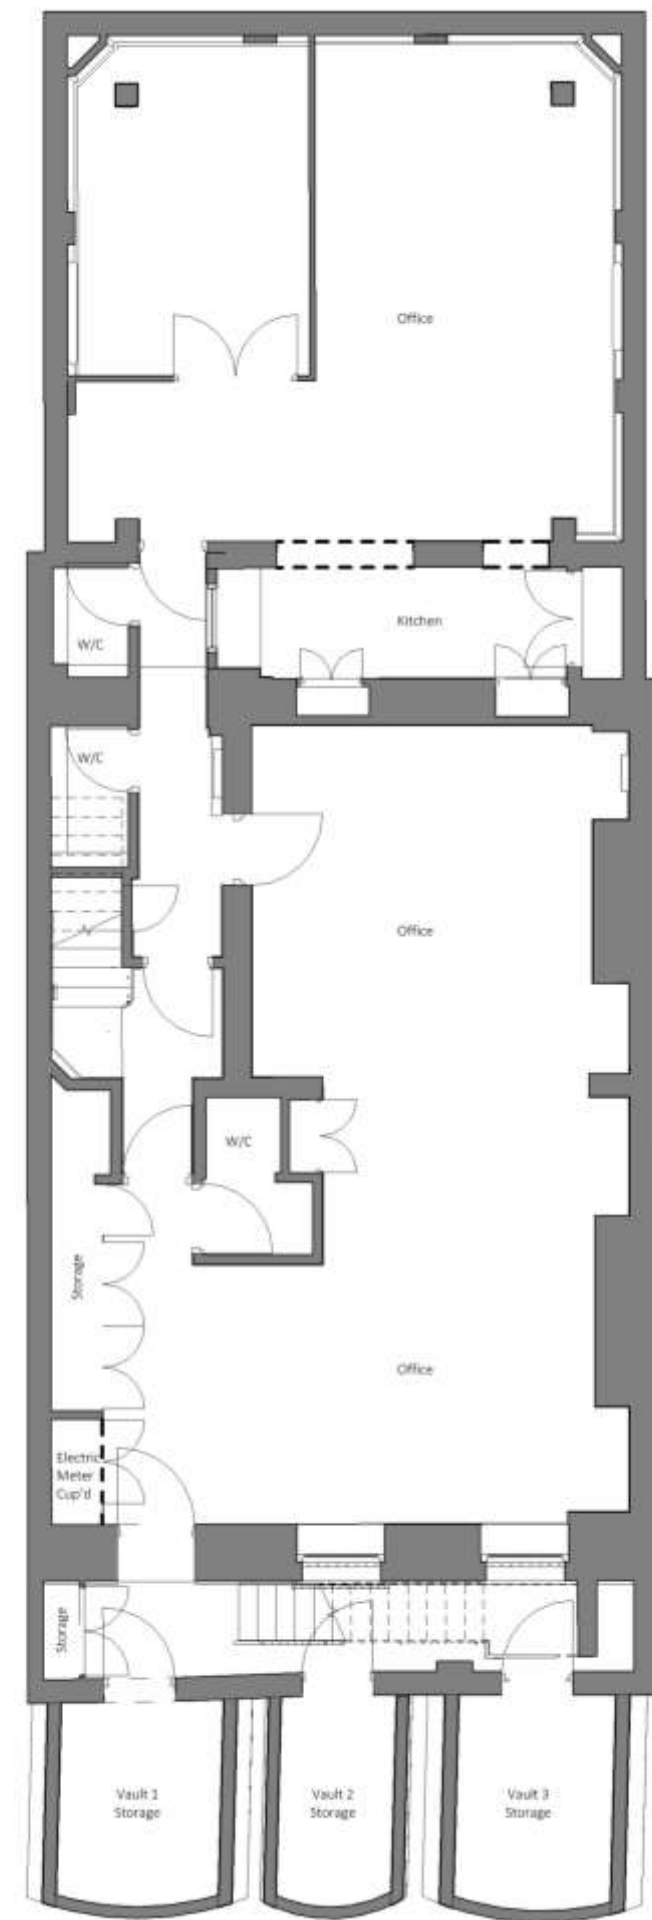 Office
Kitchen
W/C
W/C
Office
W/C
Storage
Office
Electric
Meter
Cup'd
Storage
Vault 1
Storage
Vault 2
Storage
Vault 3
Storage